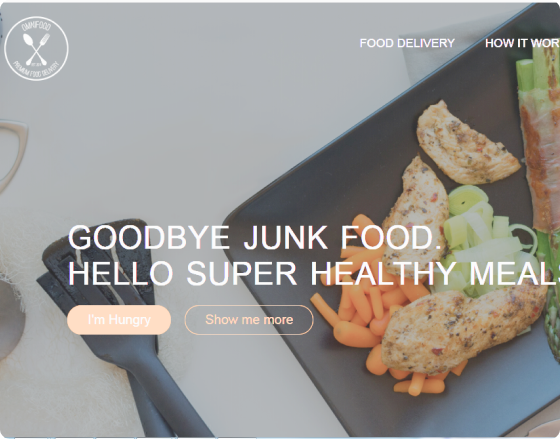 OMNIFOOD
PREMIUM FOOD DELIVERY
FOOD DELIVERY
HOW IT WOR
GOODBYE JUNK FOOD.
HELLO SUPER HEALTHY MEALS
I'm Hungry
Show me more